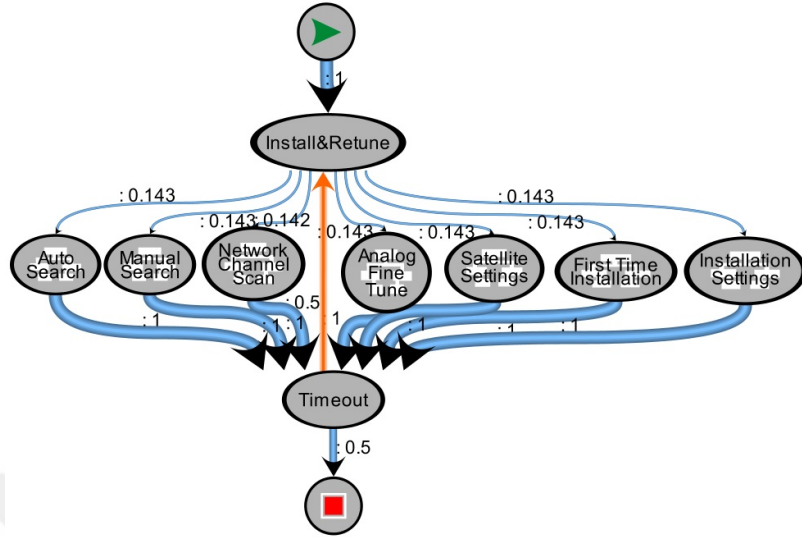 : 1
Install&Retune
: 0.143
: 0.143
: 0.142
: 0.143
: 0.143
: 0.143
: 0.143
Auto
Search
Manual
Search
Network
Channel
Scan
Analog
Fine
Tune
Satellite
Settings
First Time
Installation
Installation
Settings
: 0.5
: 1
: 1
: 1
: 1
: 1
: 1
: 1
Timeout
: 0.5